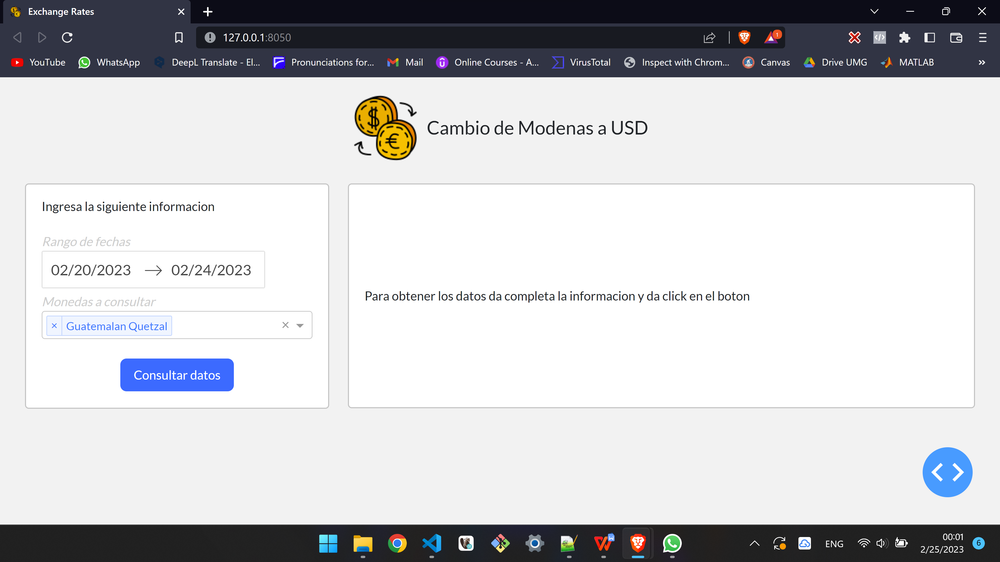 Exchange Rates
127.0.0.1:8050
1
YouTube
WhatsApp
DeepL Translate - El...
Pronunciations for...
Mail
Online Courses - A...
VirusTotal
Inspect with Chrom...
Canvas
Drive UMG
MATLAB
Cambio de Modenas a USD
Ingresa la siguiente informacion
Rango de fechas
02/20/2023 → 02/24/2023
Monedas a consultar
× Guatemalan Quetzal
Consultar datos
Para obtener los datos da completa la informacion y da click en el boton
ENG
00:01
2/25/2023
6